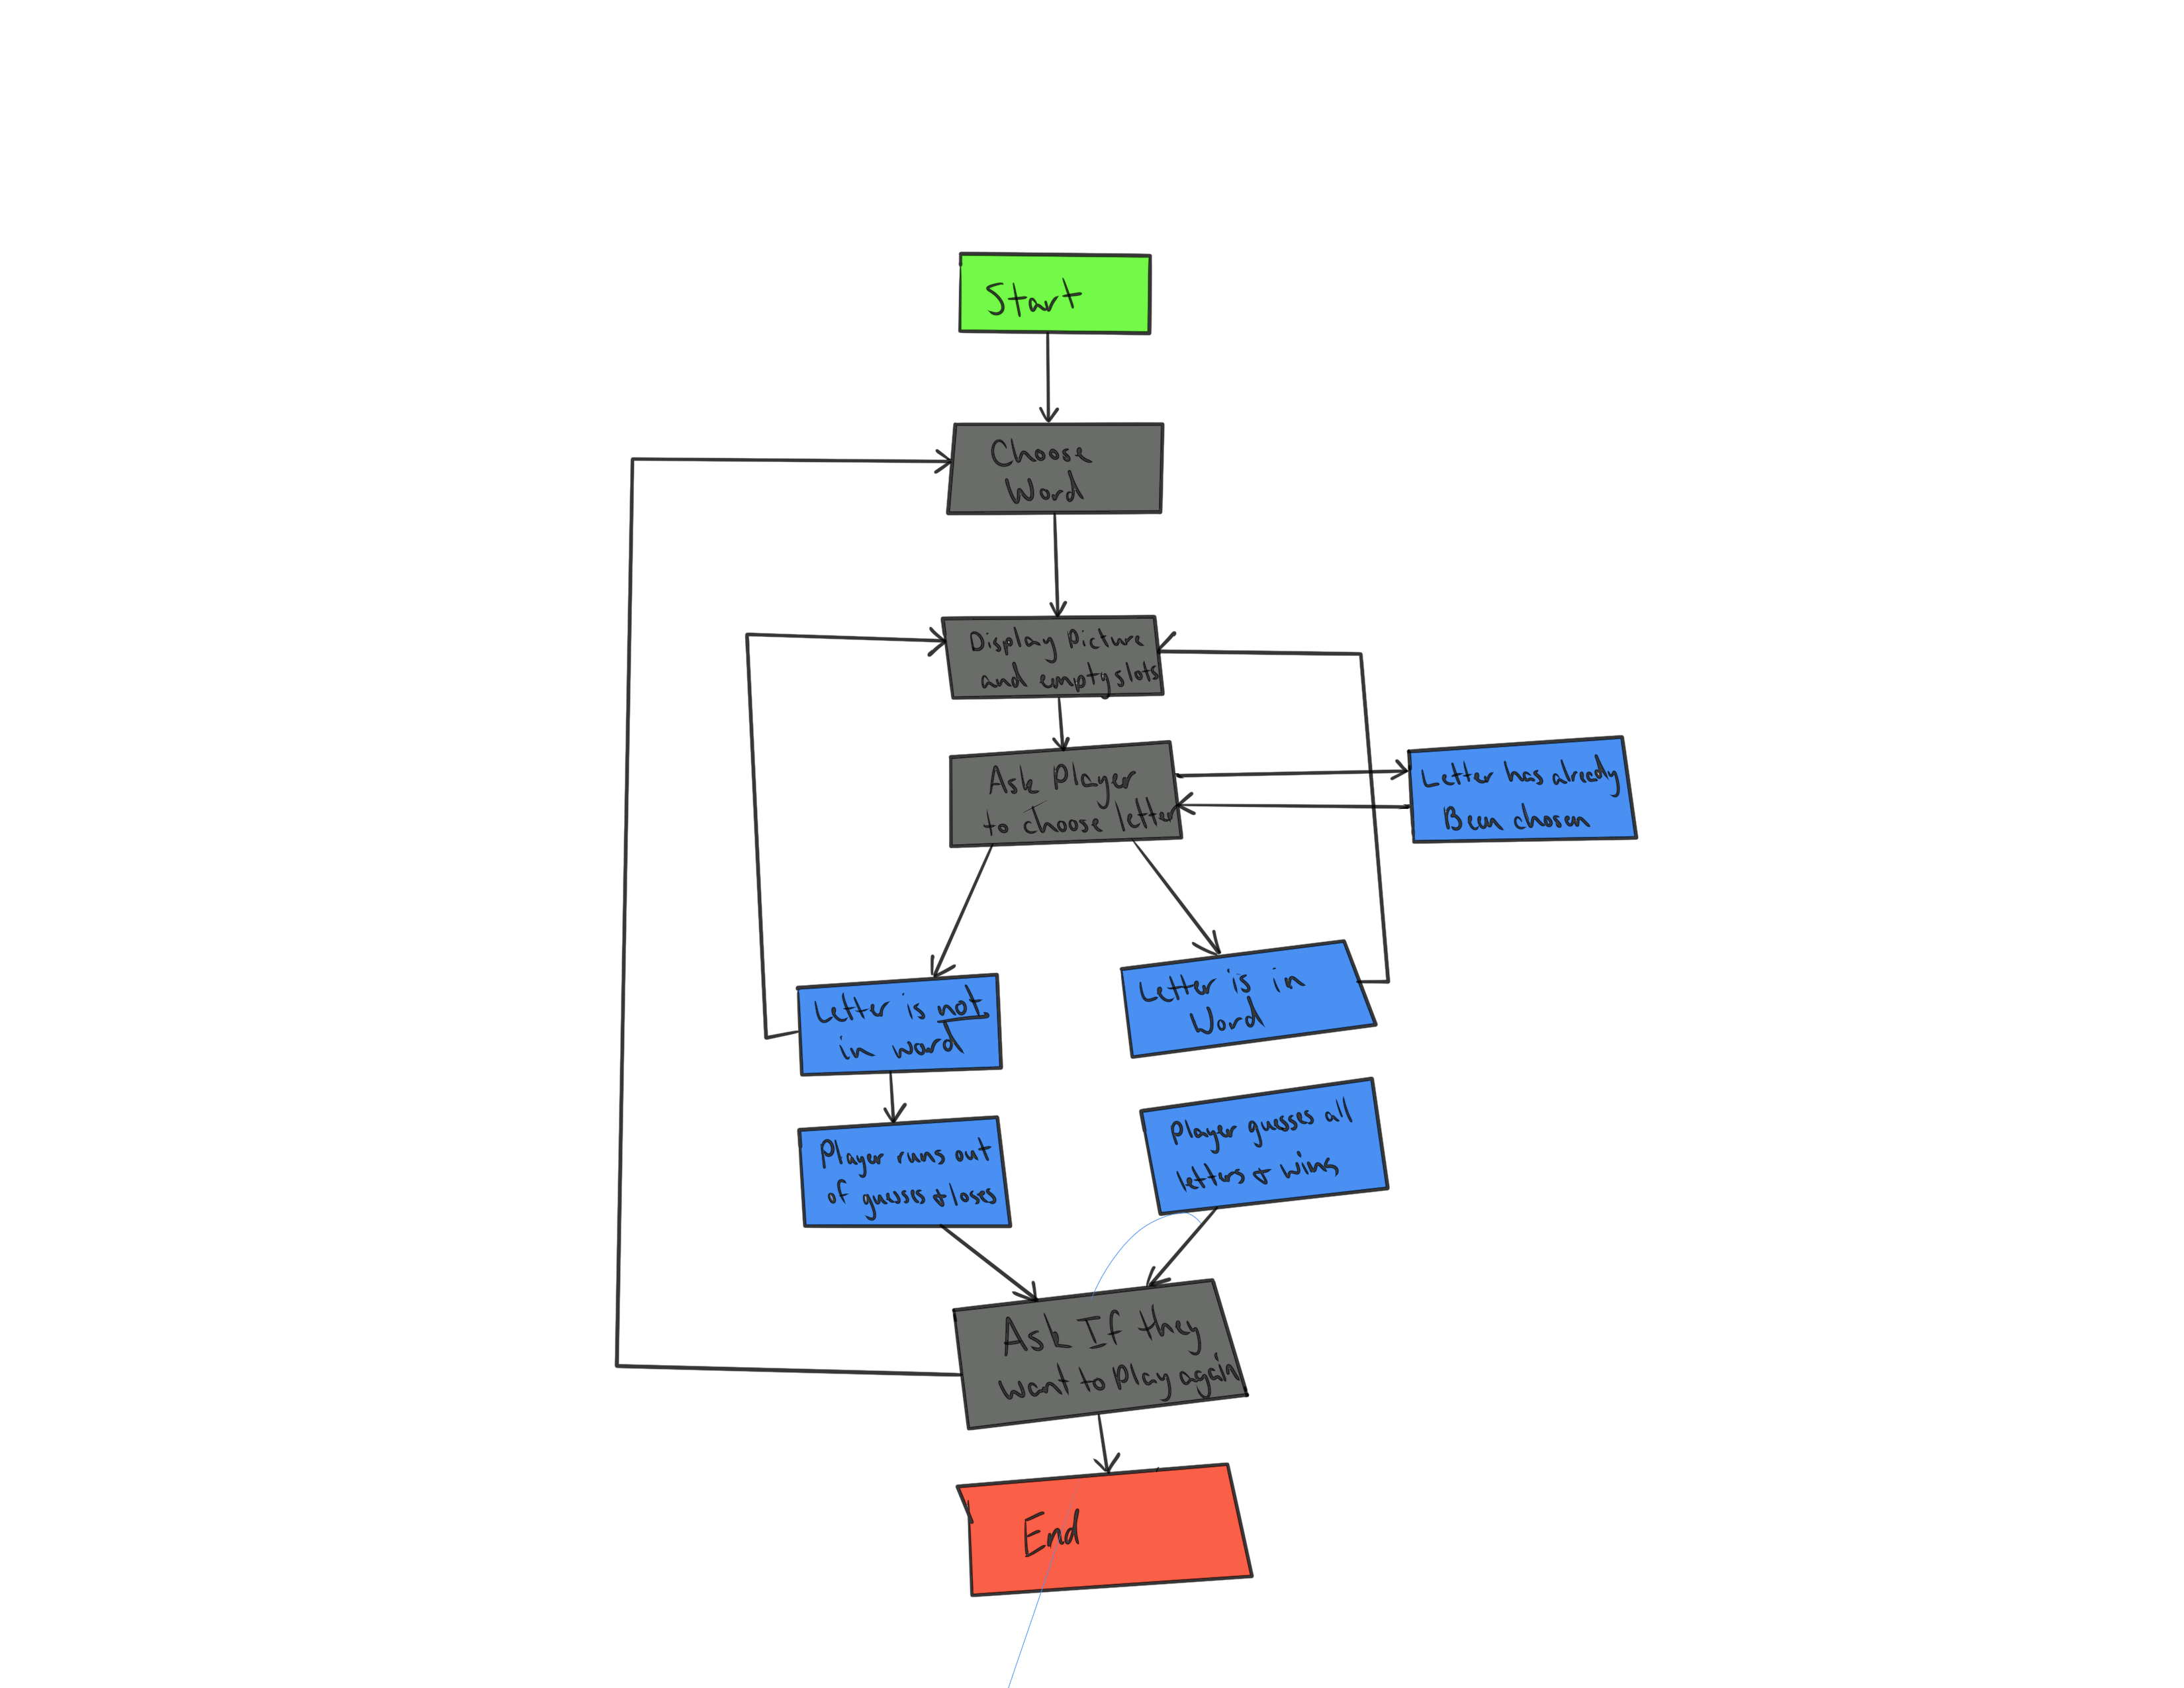 Start
Choose
Word
Display Picture
and empty slots
Ask Player
to choose letter
Letter has already
Been chosen
Letter is not
in word
Letter is in
Word
Player runs out
of guesses & loses
Player guesses all
letters & wins
Ask If they
want to play again
End